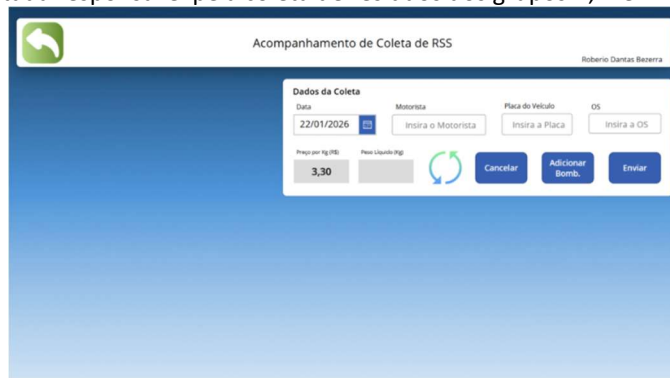 Acompanhamento de Coleta de RSS
Roberio Dantas Bezerra
Dados da Coleta
Data Motorista Placa do Veículo OS
22/01/2026 Insira o Motorista Insira a Placa Insira a OS
Preço por Kg (R$) Peso Líquido (Kg)
3,30 Cancelar Adicionar Bomb. Enviar